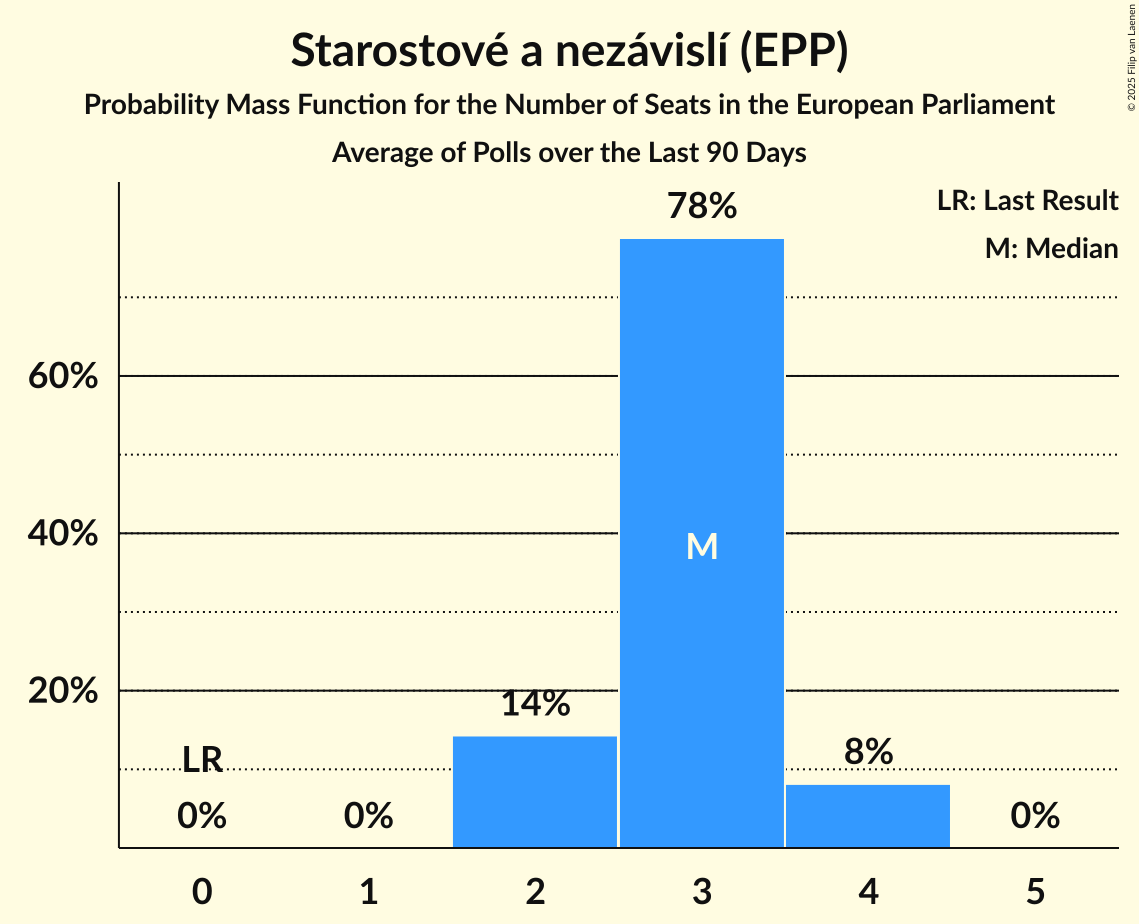 Starostové a nezávislí (EPP)
Probability Mass Function for the Number of Seats in the European Parliament
Average of Polls over the Last 90 Days
© 2025 Filip van Laenen
LR: Last Result
M: Median
78%
60%
40%
M
20%
14%
LR
8%
0%
0%
0%
0
1
2
3
4
5